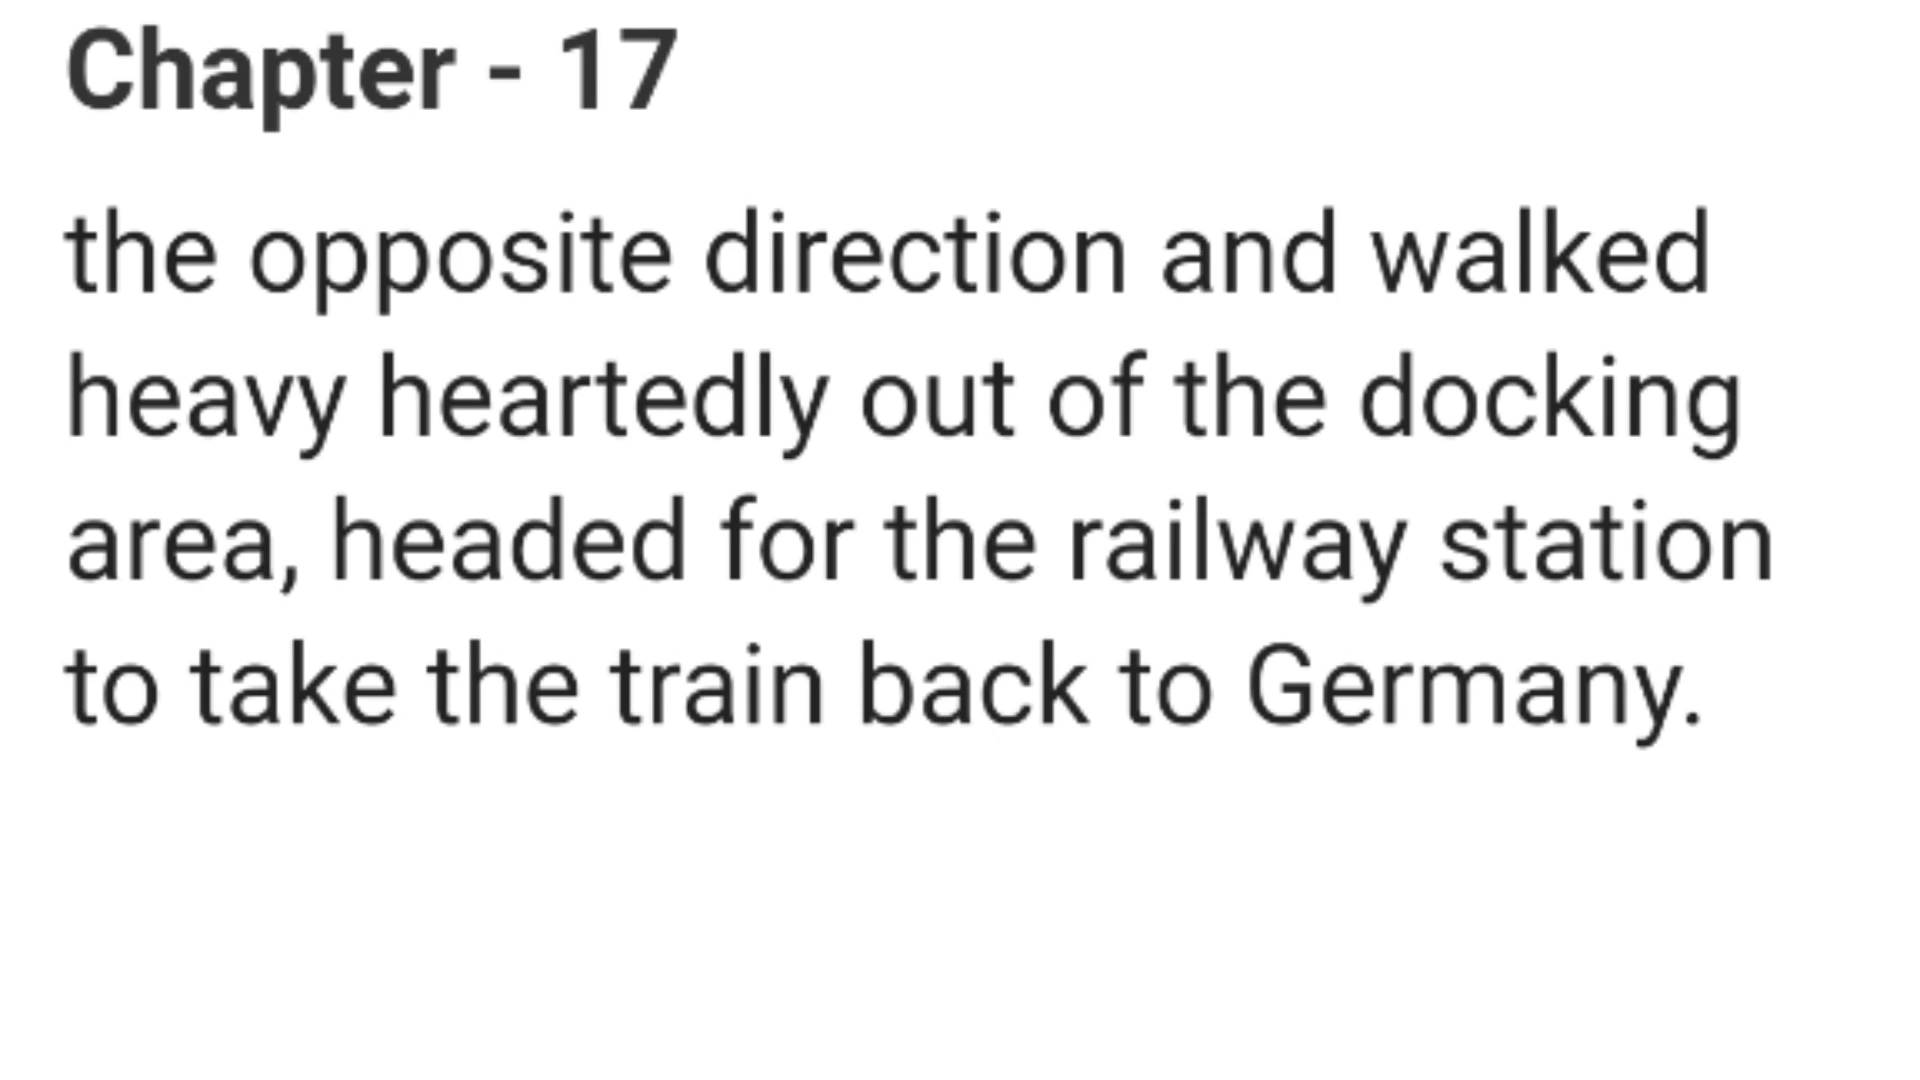 Chapter - 17
the opposite direction and walked
heavy heartedly out of the docking
area, headed for the railway station
to take the train back to Germany.